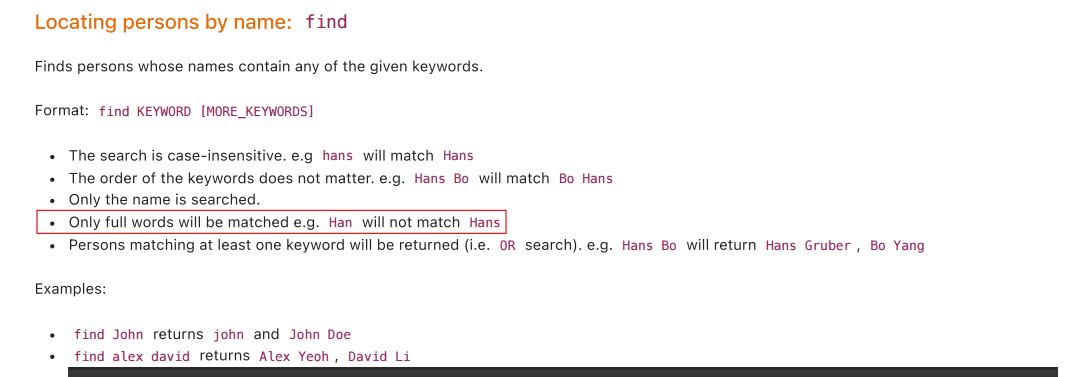 Locating persons by name: find
Finds persons whose names contain any of the given keywords.
Format: find KEYWORD [MORE_KEYWORDS]
• The search is case-insensitive. e.g hans will match Hans
• The order of the keywords does not matter. e.g. Hans Bo will match Bo Hans
• Only the name is searched.
• Only full words will be matched e.g. Han will not match Hans
• Persons matching at least one keyword will be returned (i.e. OR search). e.g. Hans Bo will return Hans Gruber, Bo Yang
Examples:
• find John returns john and John Doe
• find alex david returns Alex Yeoh, David Li